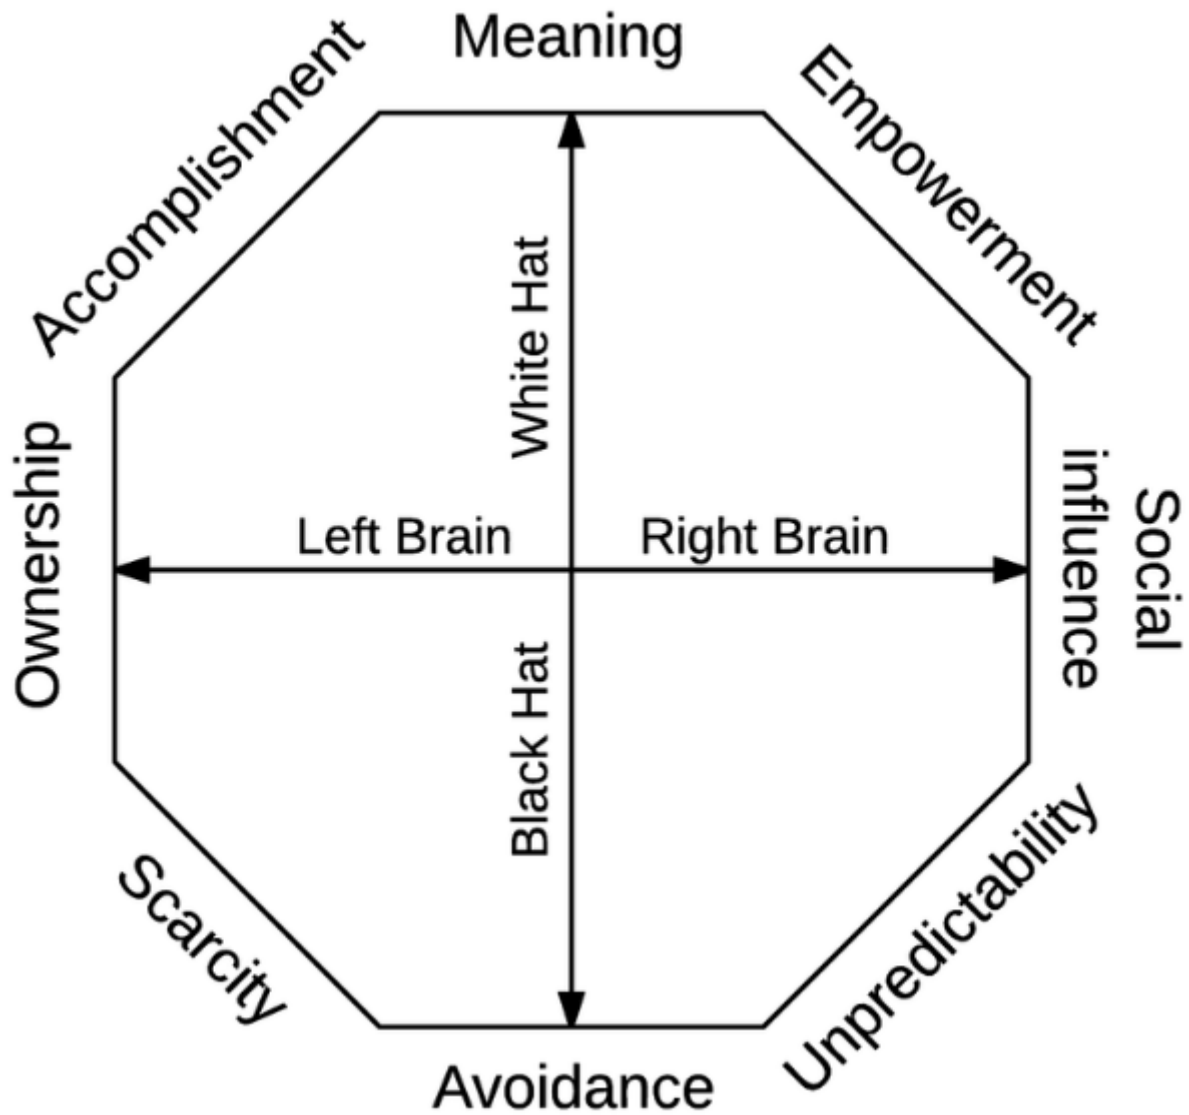 Meaning
Accomplishment
Empowerment
White Hat
Ownership
Left Brain
Right Brain
Social
influence
Black Hat
Scarcity
Unpredictability
Avoidance